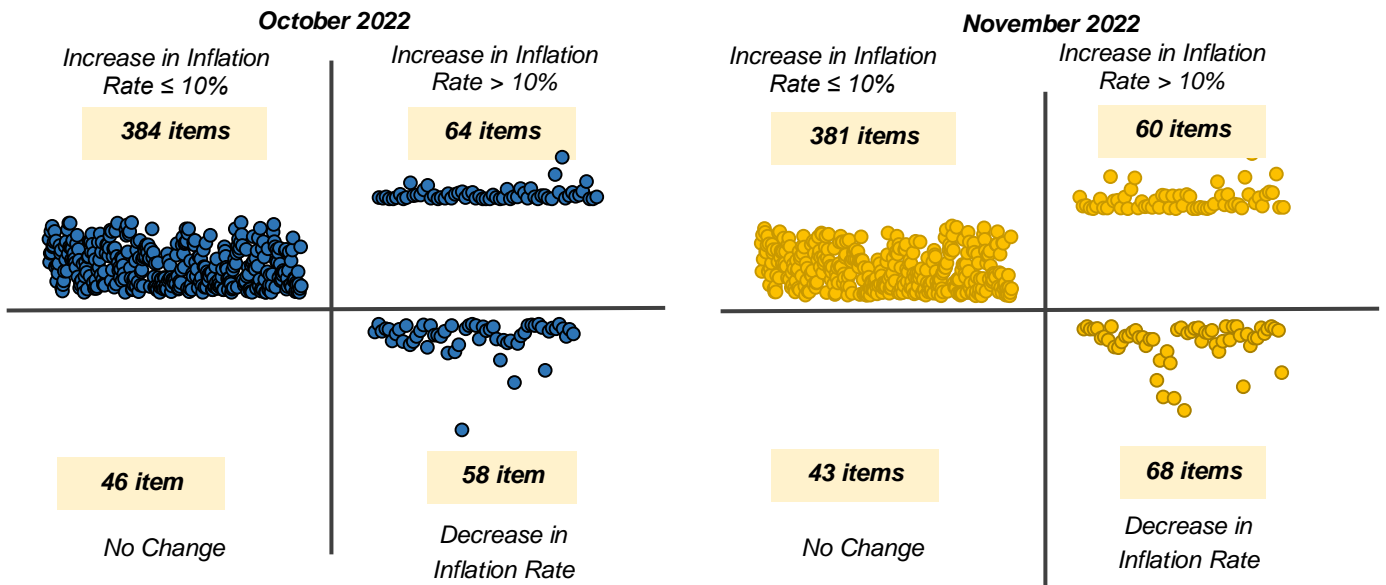 October 2022
Increase in Inflation
Rate ≤ 10%
Increase in Inflation
Rate > 10%
384 items
64 items
46 item
58 item
No Change
Decrease in
Inflation Rate
November 2022
Increase in Inflation
Rate ≤ 10%
Increase in Inflation
Rate > 10%
381 items
60 items
43 items
68 items
No Change
Decrease in
Inflation Rate